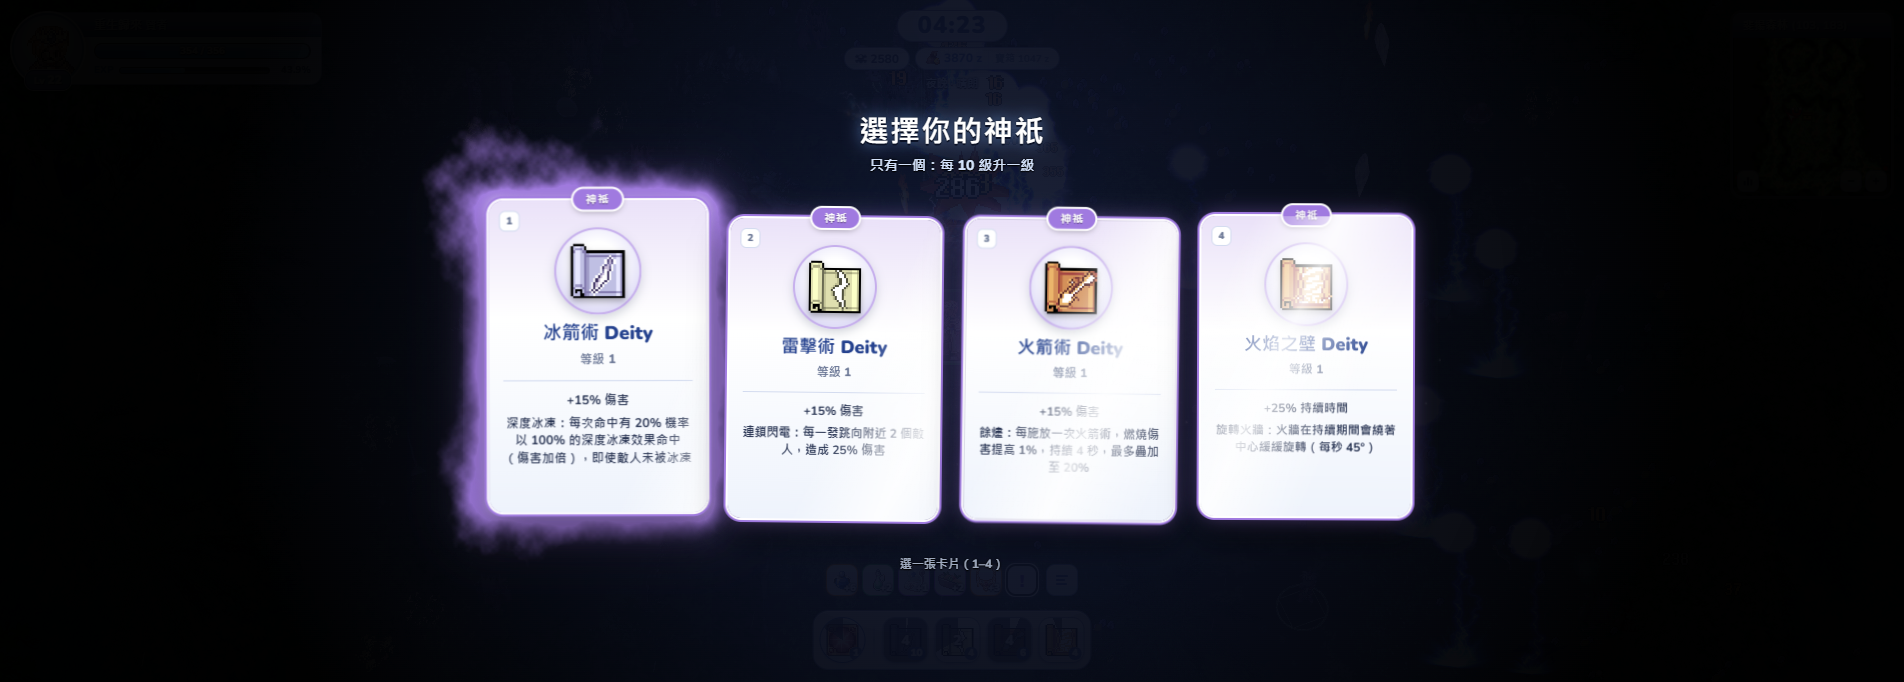 04:23
2580
286
選擇你的神祇
只有一個：每 10 級升一級
神祇
1
冰箭術 Deity
等級 1
+15% 傷害
深度冰凍：每次命中有 20% 機率
以 100% 的深度冰凍效果命中
（傷害加倍），即使敵人未被冰凍
神祇
2
雷擊術 Deity
等級 1
+15% 傷害
連鎖閃電：每一發跳向附近 2 個敵
人，造成 25% 傷害
神祇
3
火箭術 Deity
等級 1
+15% 傷害
餘燼：每施放一次火箭術，燃燒傷
害提高 1%，持續 4 秒，最多疊加
至 20%
神祇
4
火焰之壁 Deity
等級 1
+25% 持續時間
旋轉火牆：火牆在持續期間會繞著
中心緩緩旋轉（每秒 45°）
選一張卡片（1–4）